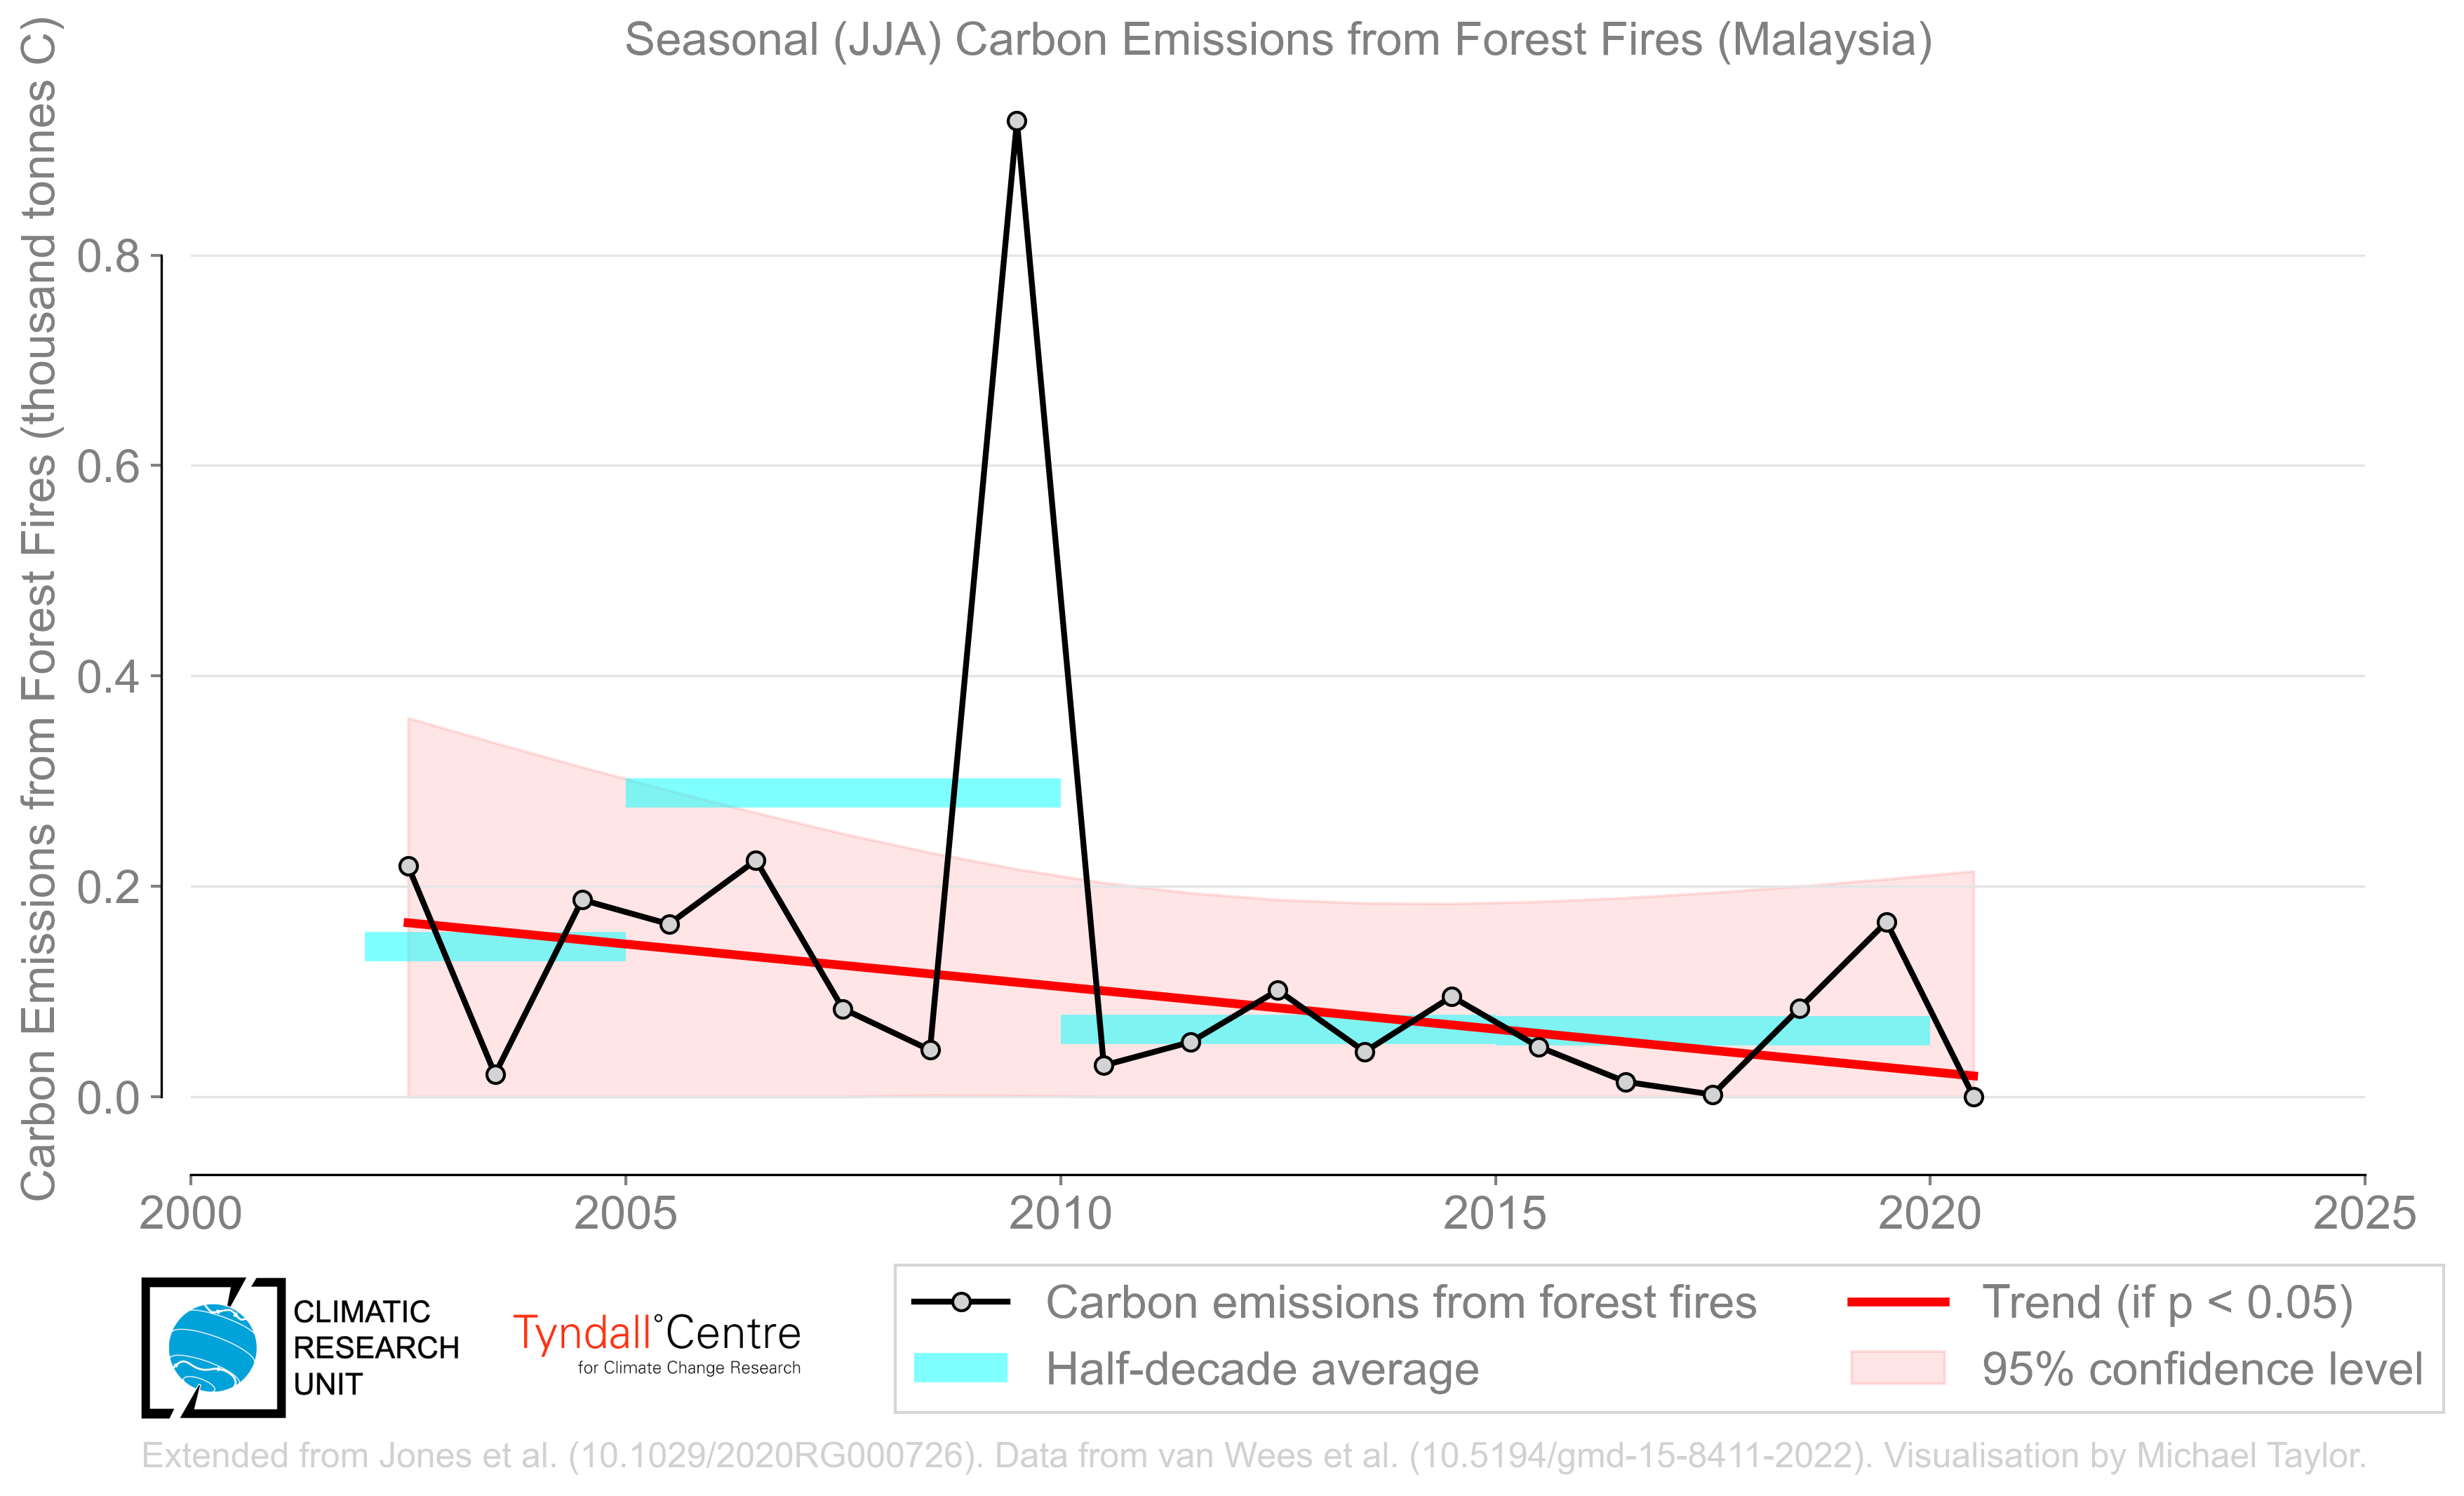 Seasonal (JJA) Carbon Emissions from Forest Fires (Malaysia)
Carbon Emissions from Forest Fires (thousand tonnes C)
0.8
0.6
0.4
0.2
0.0
2000 2005 2010 2015 2020 2025
CLIMATIC
RESEARCH
UNIT
Tyndall°Centre
for Climate Change Research
Carbon emissions from forest fires
Half-decade average
Trend (if p < 0.05)
95% confidence level
Extended from Jones et al. (10.1029/2020RG000726). Data from van Wees et al. (10.5194/gmd-15-8411-2022). Visualisation by Michael Taylor.